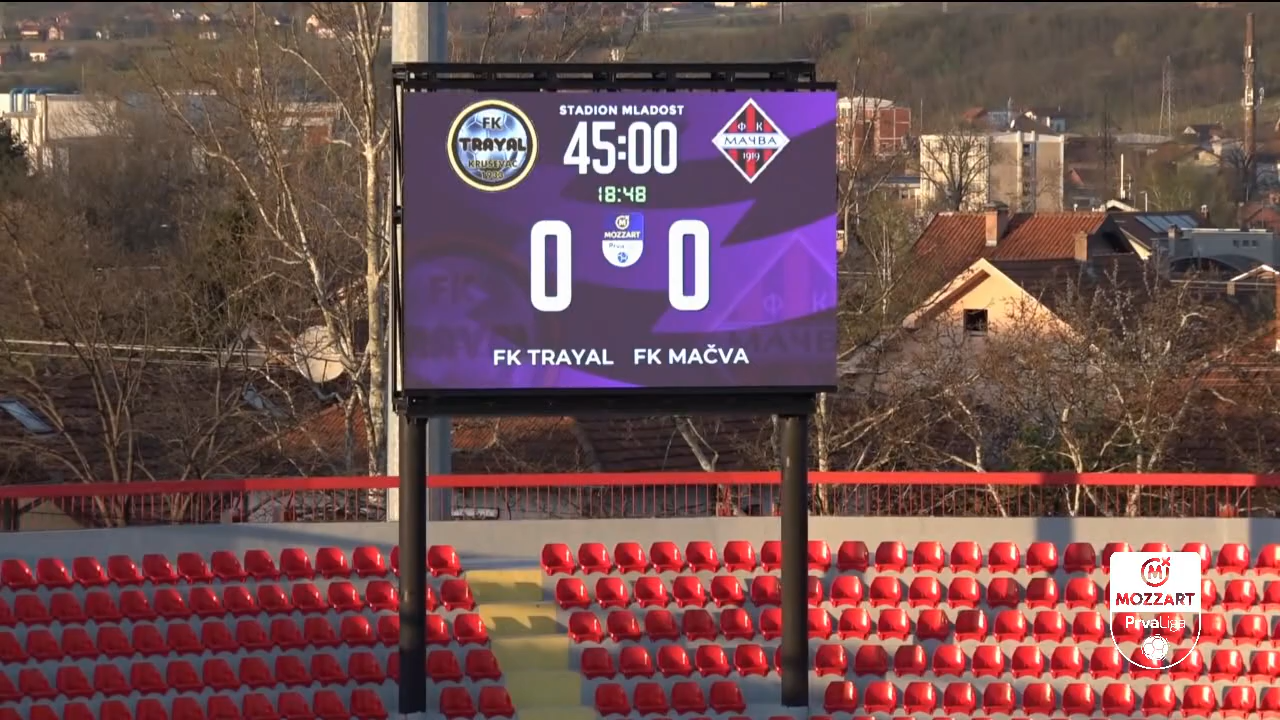 STADION MLADOST
FK
TRAYAL
KRUŠEVAC
45:00
Ф К
МАЧВА
1919
18:48
0
MOZZART
Prva
0
FK TRAYAL FK MAČVA
MOZZART
PrvaLiga